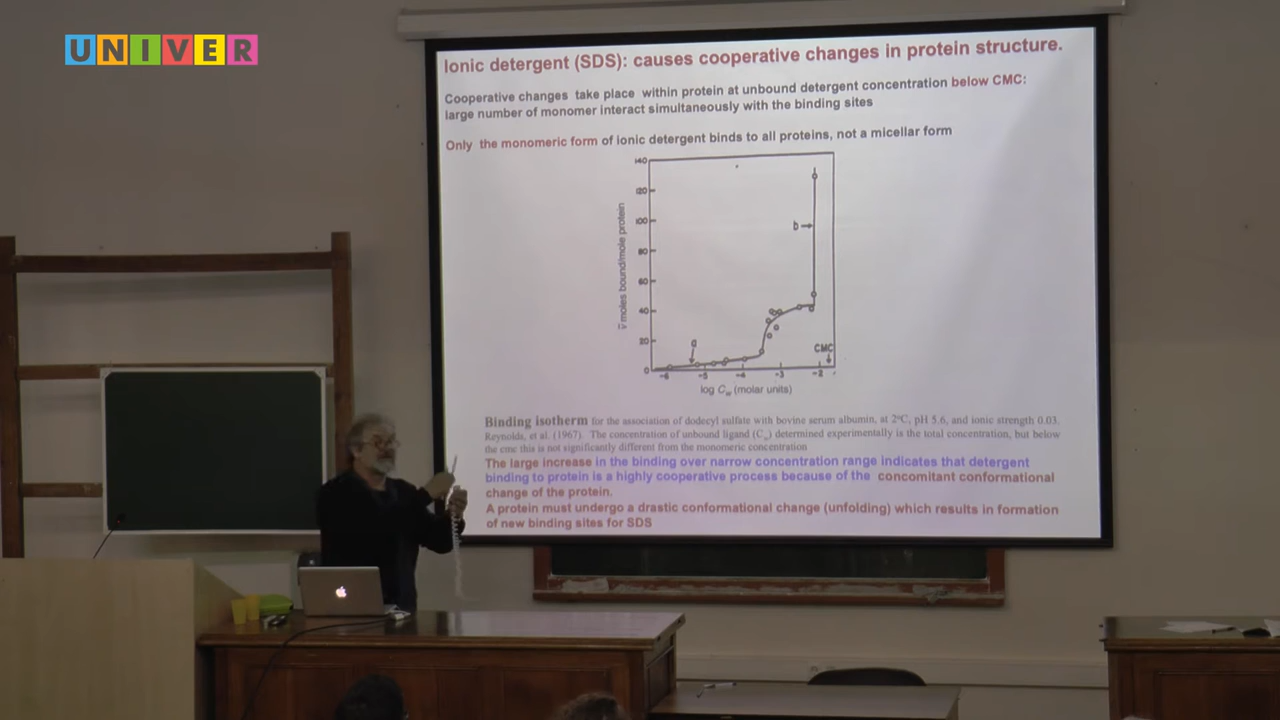 UNIVER
Ionic detergent (SDS): causes cooperative changes in protein structure.
Cooperative changes take place within protein at unbound detergent concentration below CMC:
large number of monomer interact simultaneously with the binding sites
Only the monomeric form of ionic detergent binds to all proteins, not a micellar form
140
120
100
80
60
40
20
0
ν̄ moles bound/mole protein
b
a
CMC
-6 -5 -4 -3 -2
log Cw (molar units)
Binding isotherm for the association of dodecyl sulfate with bovine serum albumin, at 2°C, pH 5.6, and ionic strength 0.03.
Reynolds, et al. (1967). The concentration of unbound ligand (Cw) determined experimentally is the total concentration, but below
the cmc this is not significantly different from the monomeric concentration
The large increase in the binding over narrow concentration range indicates that detergent
binding to protein is a highly cooperative process because of the concomitant conformational
change of the protein.
A protein must undergo a drastic conformational change (unfolding) which results in formation
of new binding sites for SDS